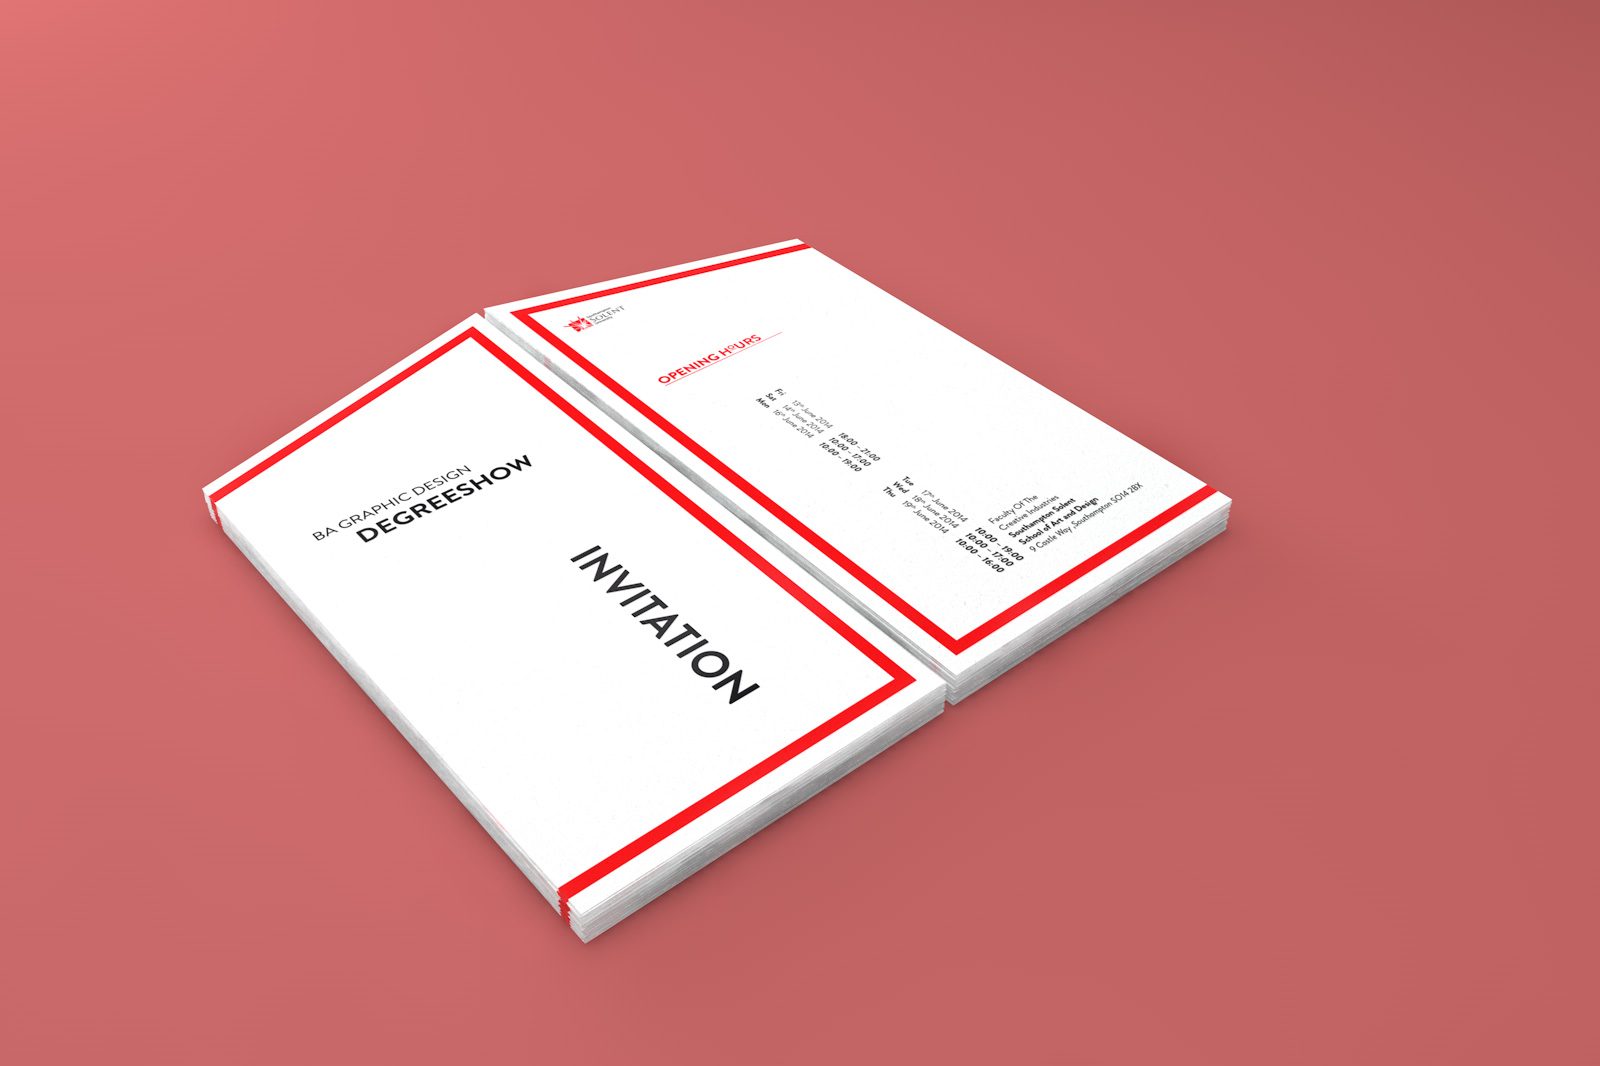 BA GRAPHIC DESIGN
DEGREESHOW
INVITATION
Southampton
SOLENT
University
OPENING HOURS
Fri 13th June 2014 18:00 – 21:00
Sat 14th June 2014 10:00 – 17:00
Mon 16th June 2014 10:00 – 19:00
Tue 17th June 2014 10:00 – 19:00
Wed 18th June 2014 10:00 – 17:00
Thu 19th June 2014 10:00 – 16:00
Faculty Of The
Creative Industries
Southampton Solent
School of Art and Design
9 Castle Way ,Southampton SO14 2BX